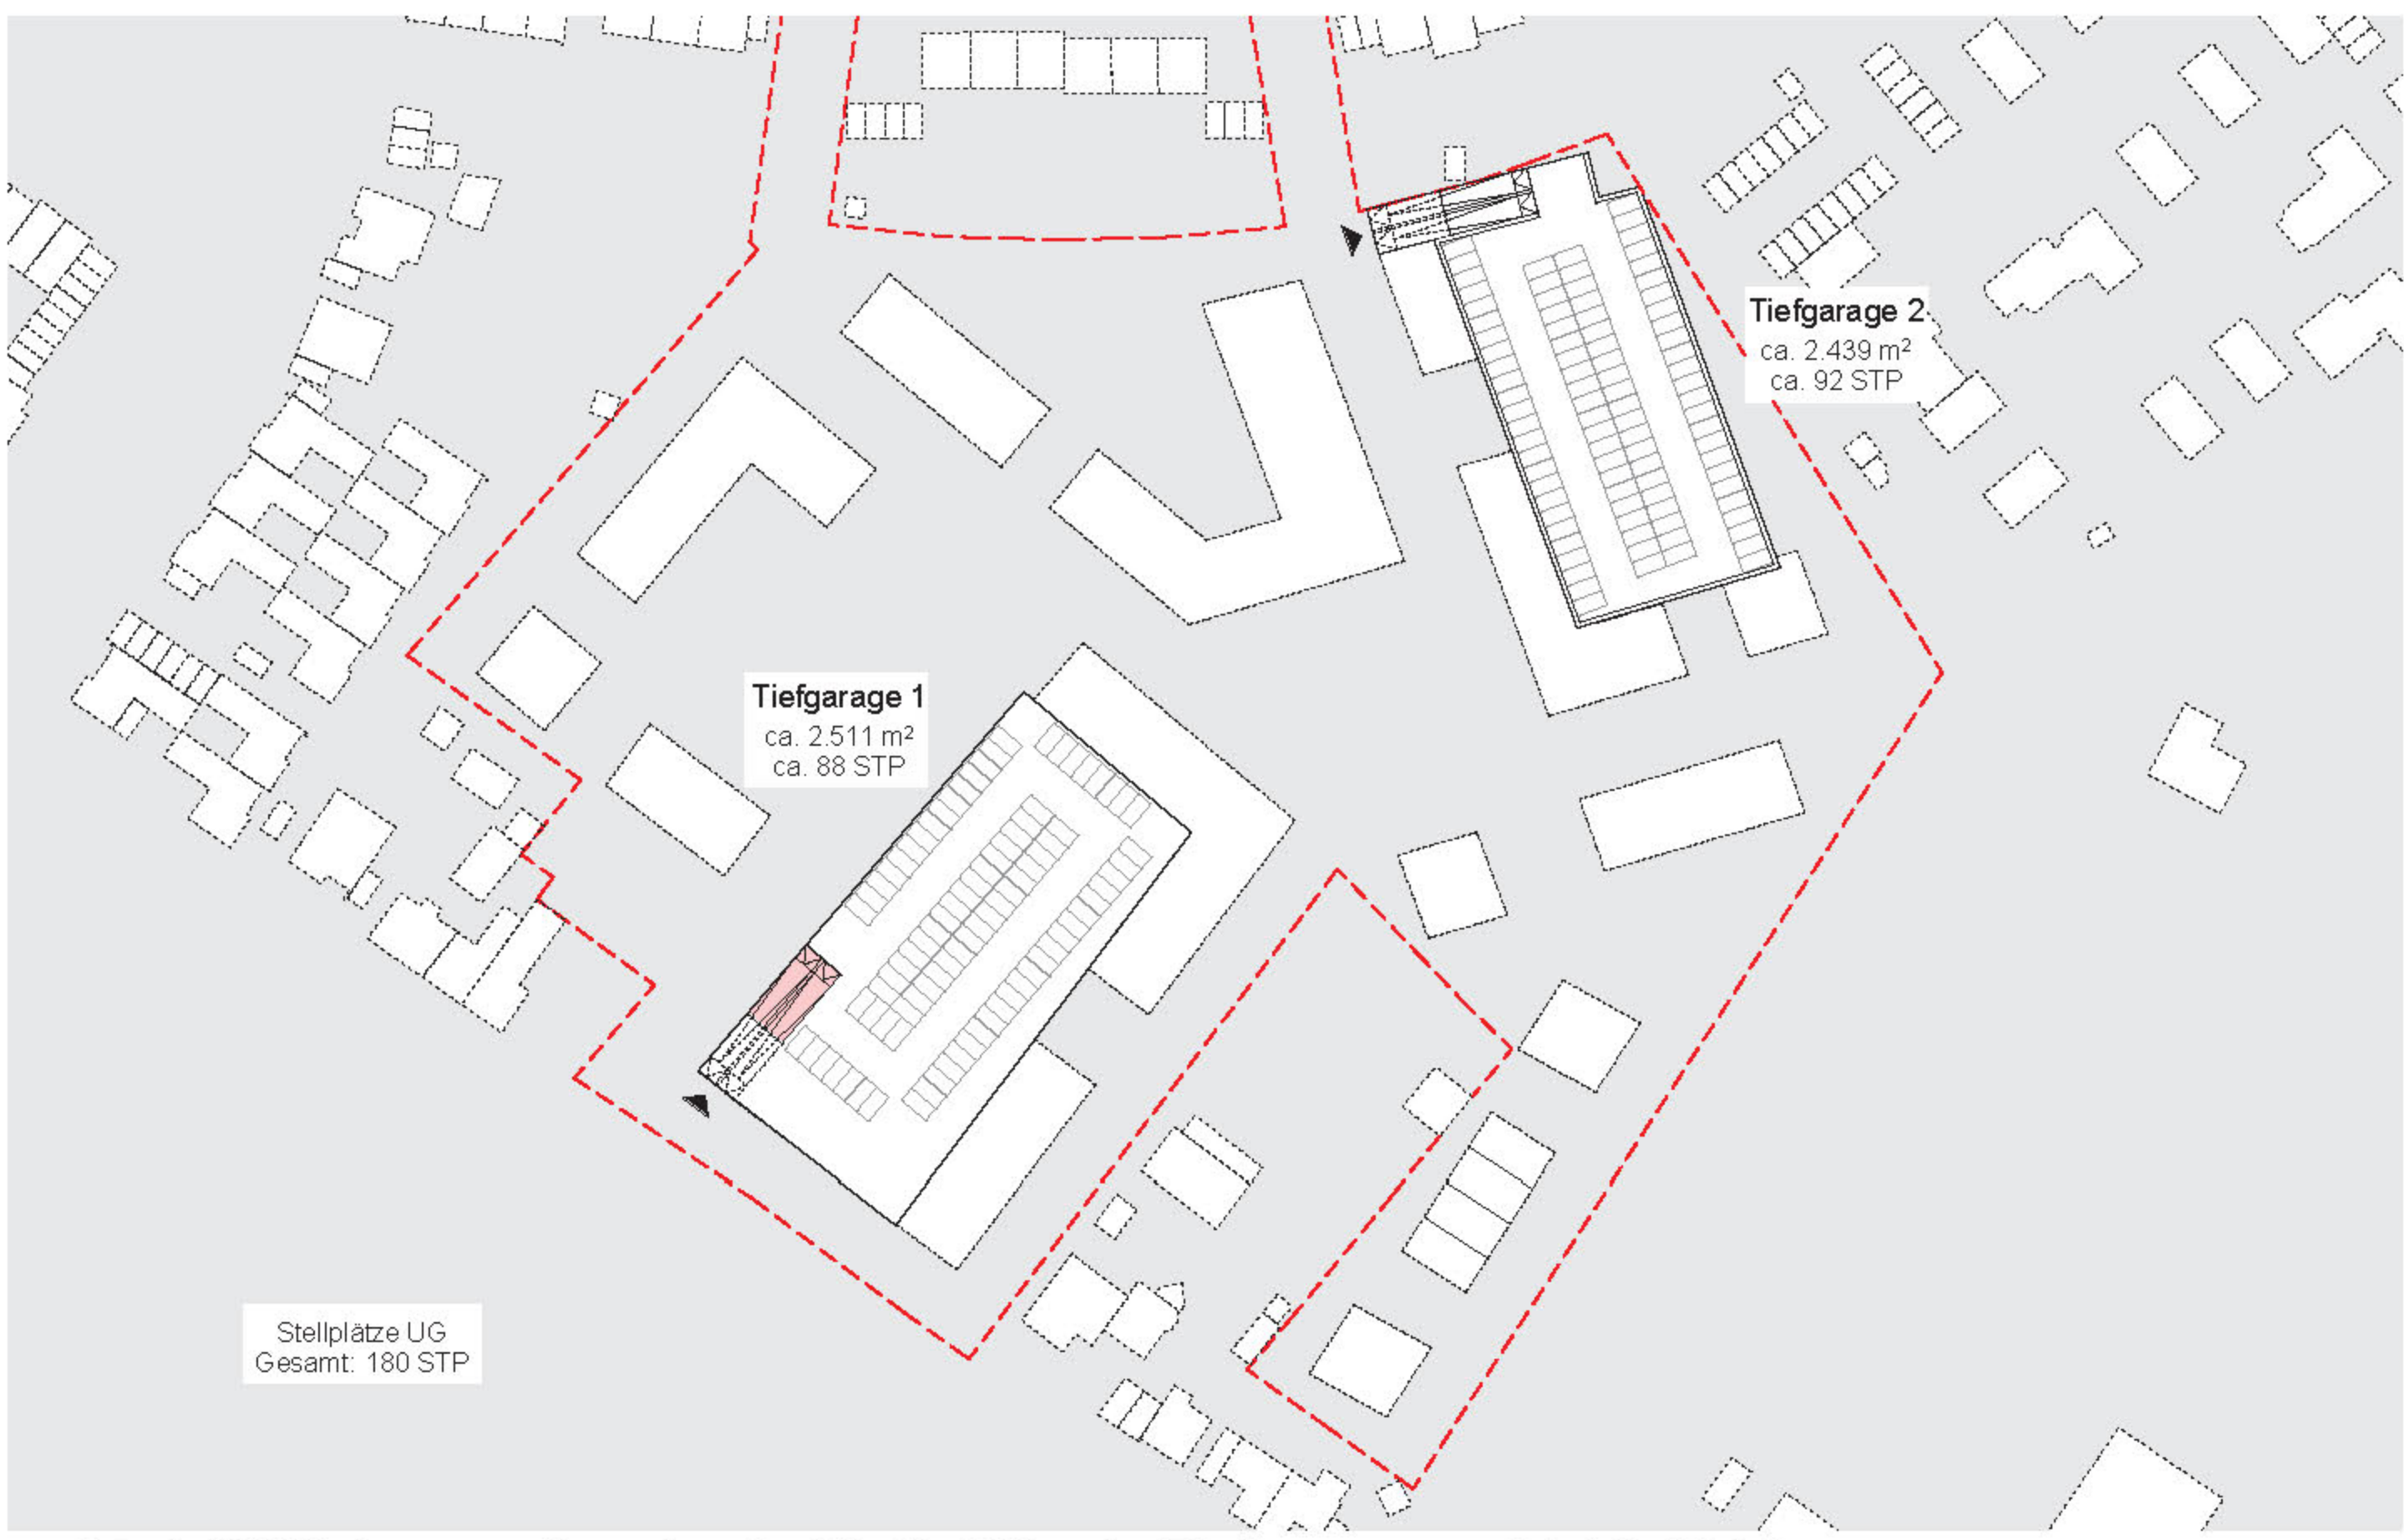 Tiefgarage 2
ca. 2.439 m²
ca. 92 STP
Tiefgarage 1
ca. 2.511 m²
ca. 88 STP
Stellplätze UG
Gesamt: 180 STP